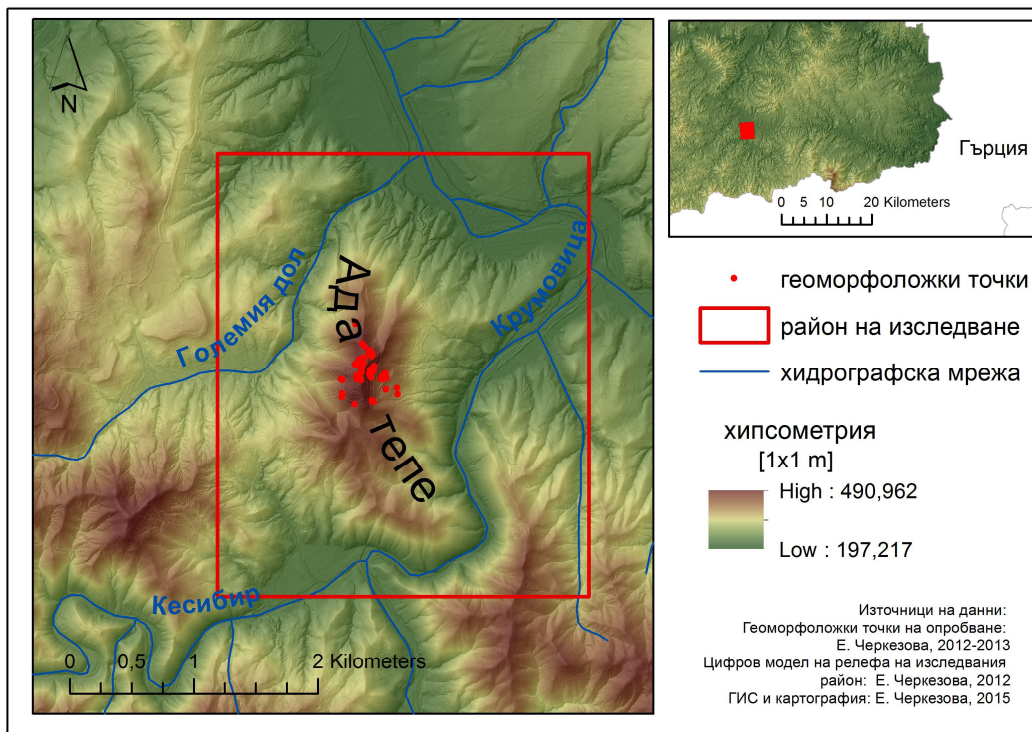 N
Големия дол
Ада
тепе
Крумовица
Кесибир
0 0,5 1 2 Kilometers
Гърция
0 5 10 20 Kilometers
геоморфоложки точки
район на изследване
хидрографска мрежа
хипсометрия
[1x1 m]
High : 490,962
Low : 197,217
Източници на данни:
Геоморфоложки точки на опробване:
Е. Черкезова, 2012-2013
Цифров модел на релефа на изследвания
район: Е. Черкезова, 2012
ГИС и картография: Е. Черкезова, 2015